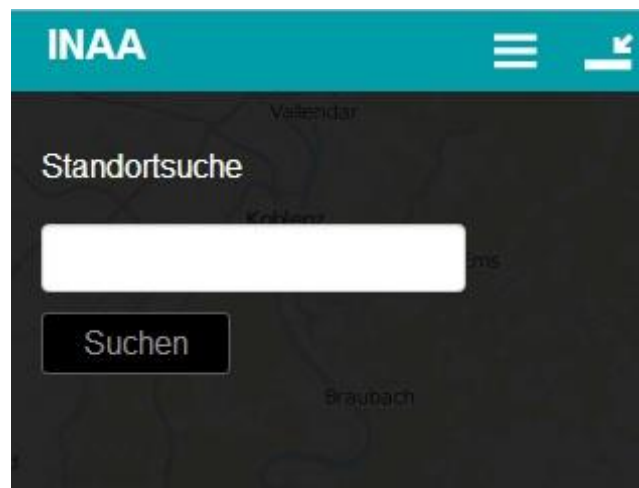 INAA
Vallendar
Standortsuche
Koblenz
Ems
Braubach
Suchen